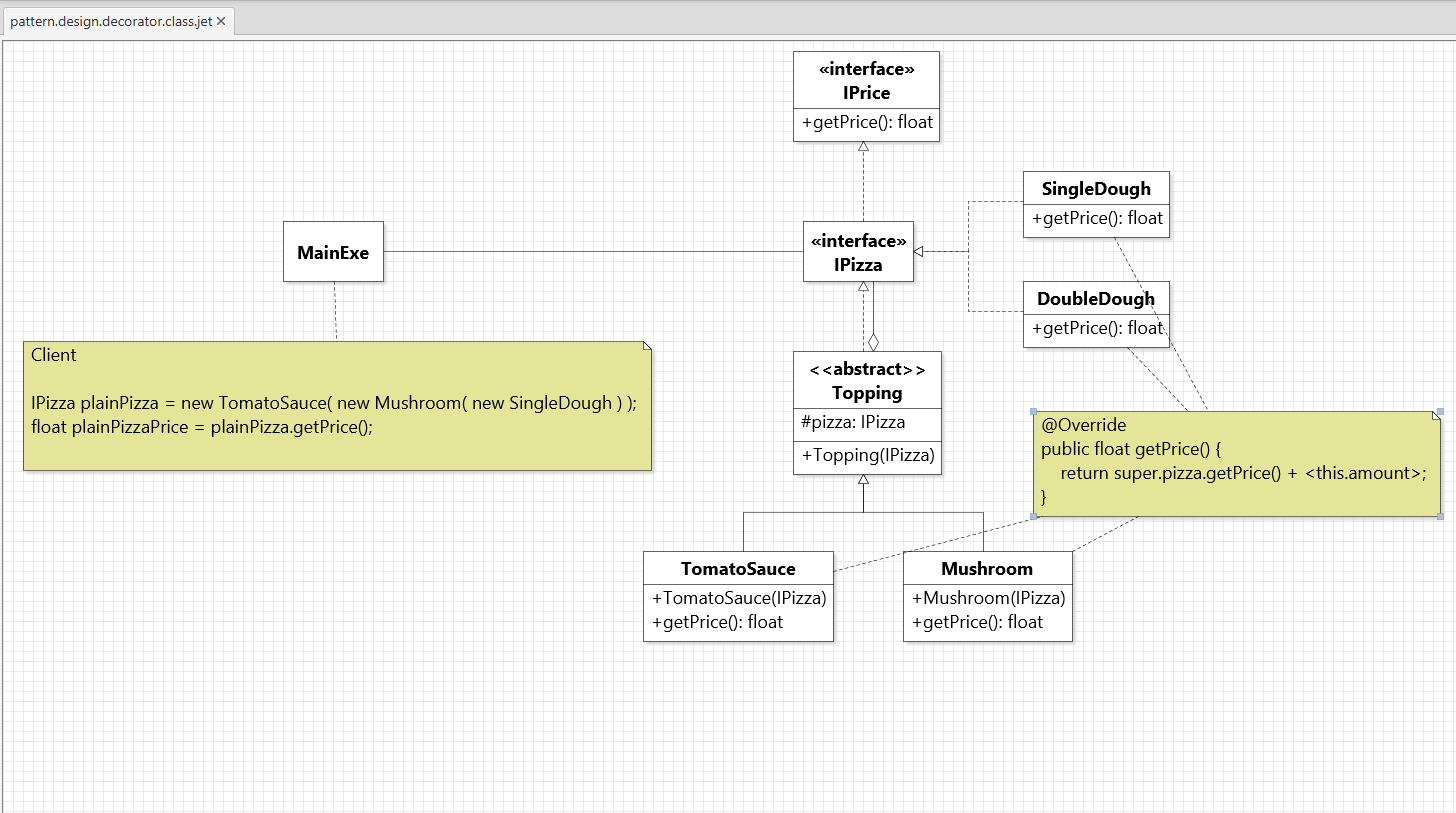 pattern.design.decorator.class.jet
«interface»
IPrice
+getPrice(): float
SingleDough
+getPrice(): float
MainExe
«interface»
IPizza
DoubleDough
+getPrice(): float
Client
IPizza plainPizza = new TomatoSauce( new Mushroom( new SingleDough ) );
float plainPizzaPrice = plainPizza.getPrice();
<<abstract>>
Topping
#pizza: IPizza
+Topping(IPizza)
@Override
public float getPrice() {
    return super.pizza.getPrice() + <this.amount>;
}
TomatoSauce
+TomatoSauce(IPizza)
+getPrice(): float
Mushroom
+Mushroom(IPizza)
+getPrice(): float